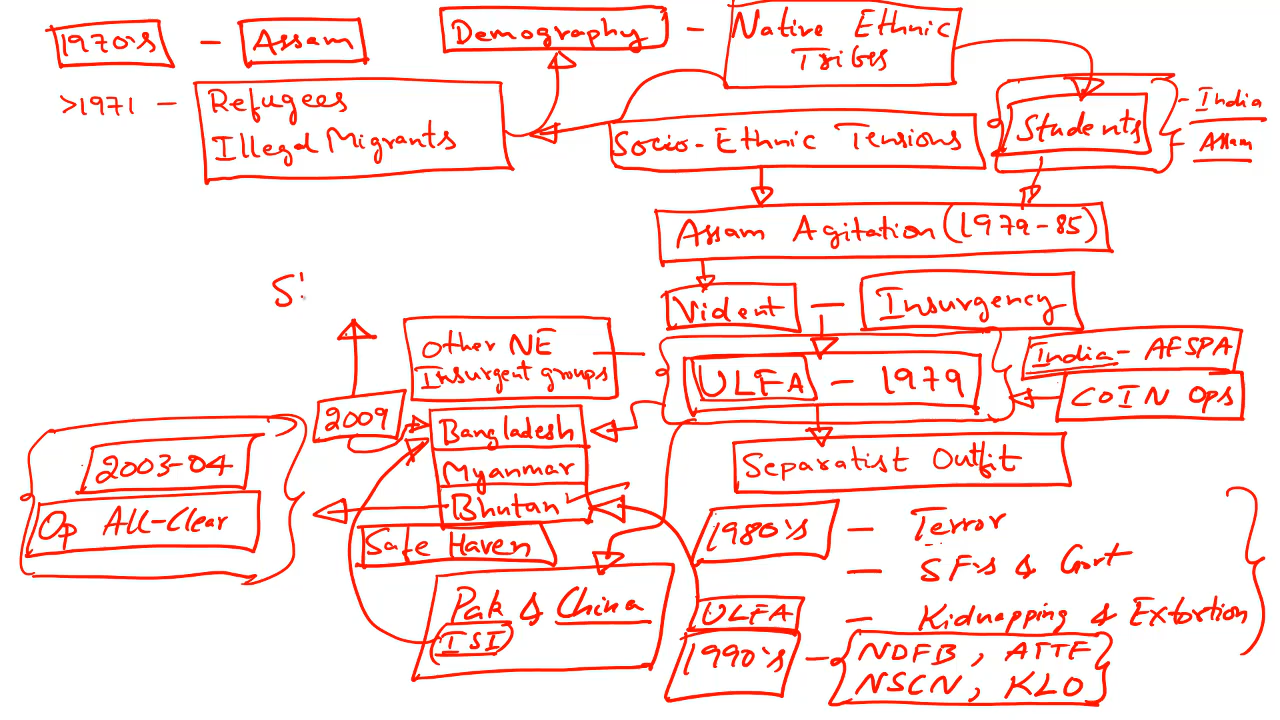 1970's - Assam
Demography - Native Ethnic
Tribes
>1971 - Refugees
Illegal Migrants
Socio-Ethnic Tensions
Students
- India
- Assam
Assam Agitation (1979-85)
Violent - Insurgency
S'
Other NE
Insurgent groups
ULFA - 1979
India - AFSPA
COIN Ops
2009
Bangladesh
Myanmar
Bhutan
Safe Haven
Separatist Outfit
2003-04
Op All-Clear
Pak & China
ISI
1980's - Terror
- SF's & Govt
- Kidnapping & Extortion
ULFA
1990's - NDFB, ATTF
NSCN, KLO